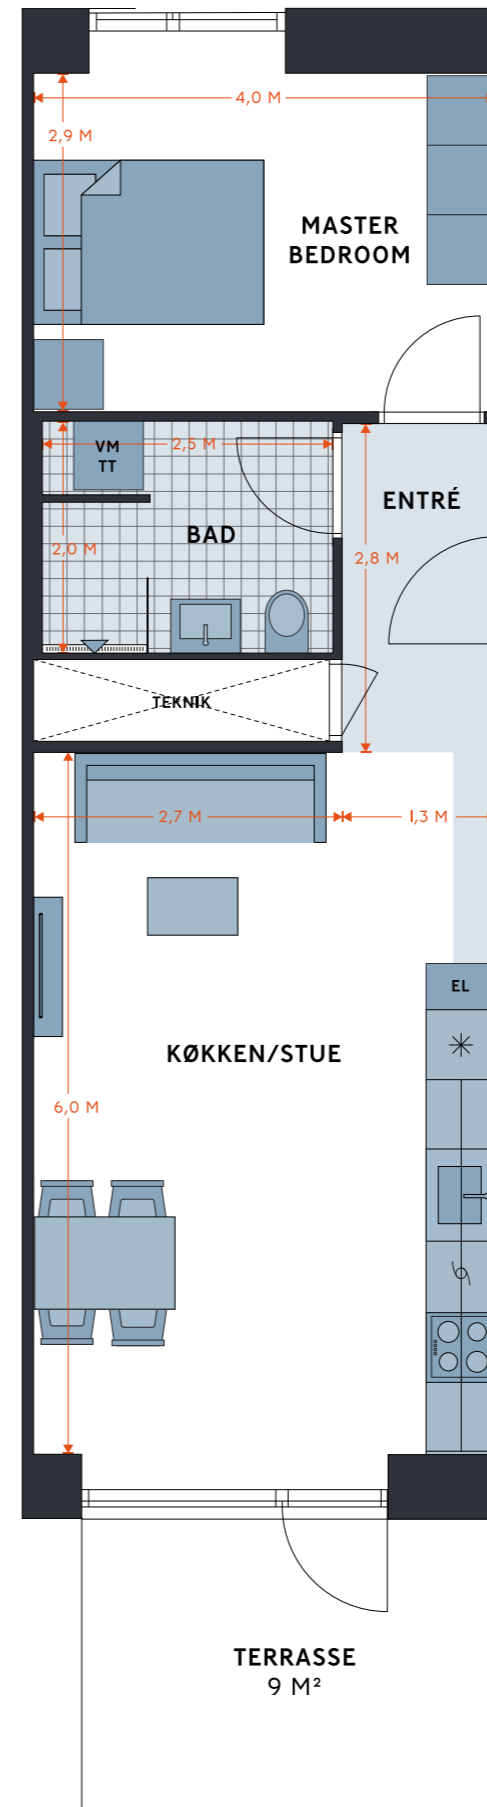 4,0 M
2,9 M
MASTER
BEDROOM
VM
TT
2,5 M
ENTRÉ
BAD
2,0 M
2,8 M
TEKNIK
2,7 M
1,3 M
EL
KØKKEN/STUE
6,0 M
TERRASSE
9 M²